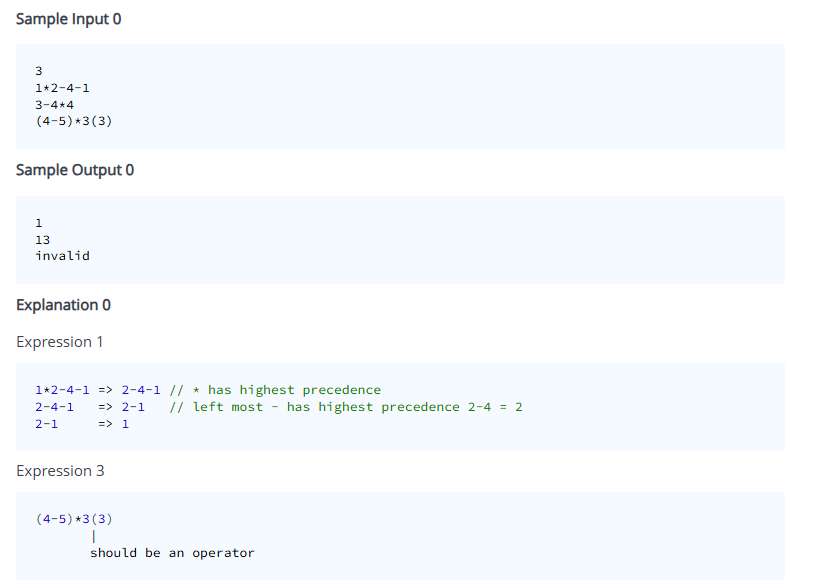 Sample Input 0
3
1*2-4-1
3-4*4
(4-5)*3(3)
Sample Output 0
1
13
invalid
Explanation 0
Expression 1
1*2-4-1 => 2-4-1 // * has highest precedence
2-4-1   => 2-1   // left most - has highest precedence 2-4 = 2
2-1     => 1
Expression 3
(4-5)*3(3)
       |
       should be an operator